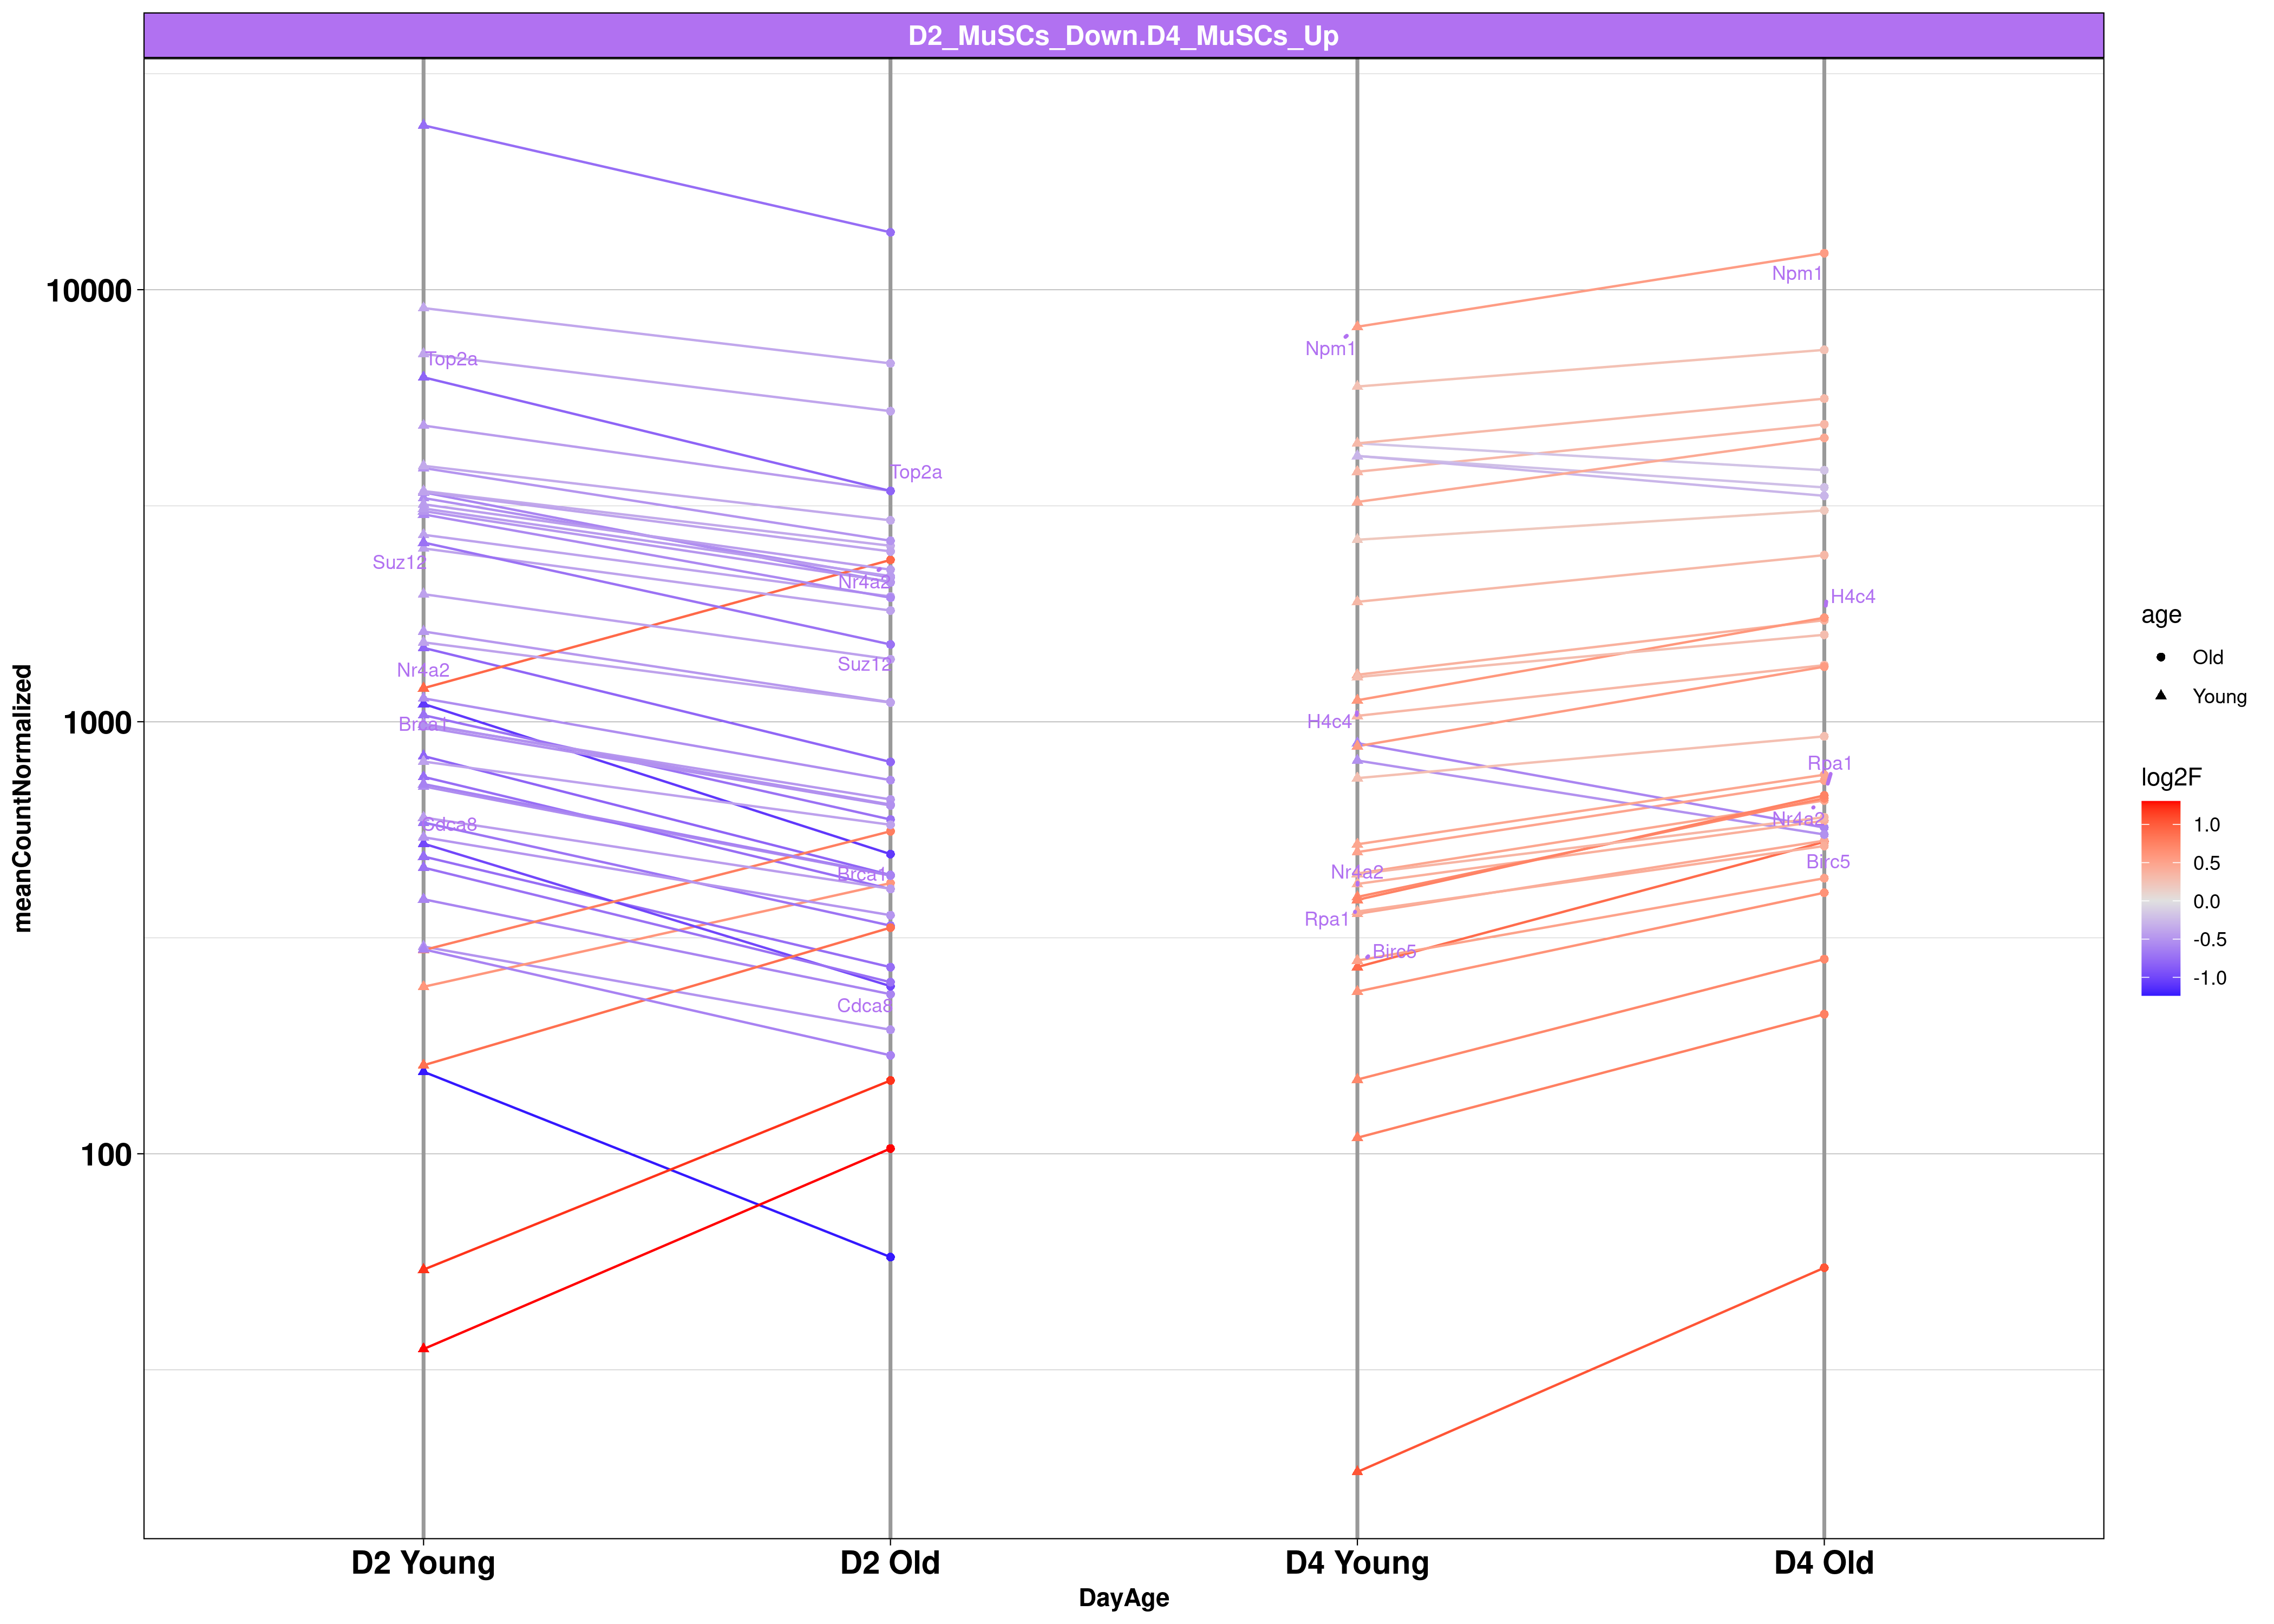 D2_MuSCs_Down.D4_MuSCs_Up
meanCountNormalized
10000
1000
100
Top2a
Suz12
Nr4a2
Brca1
Cdca8
Top2a
Nr4a2
Suz12
Brca1
Cdca8
Npm1
H4c4
Nr4a2
Rpa1
Birc5
Npm1
H4c4
Rpa1
Nr4a2
Birc5
D2 Young
D2 Old
D4 Young
D4 Old
DayAge
age
Old
Young
log2F
1.0
0.5
0.0
-0.5
-1.0